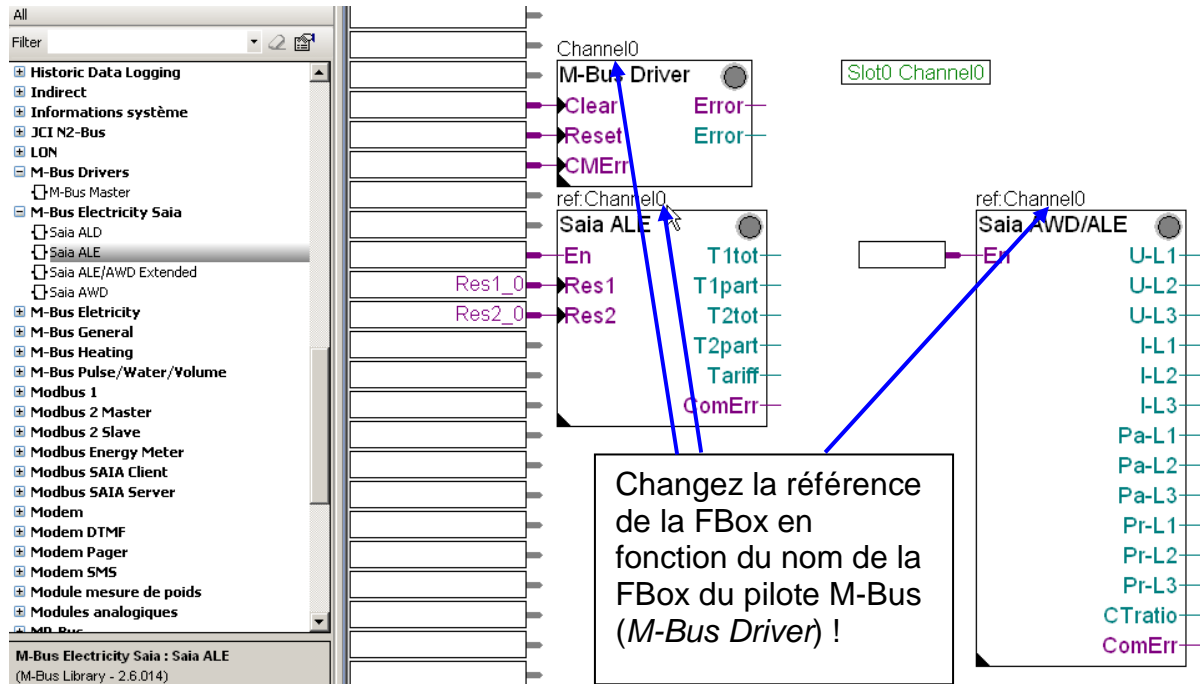 All
Filter
Historic Data Logging
Indirect
Informations système
JCI N2-Bus
LON
M-Bus Drivers
M-Bus Master
M-Bus Electricity Saia
Saia ALD
Saia ALE
Saia ALE/AWD Extended
Saia AWD
M-Bus Eletricity
M-Bus General
M-Bus Heating
M-Bus Pulse/Water/Volume
Modbus 1
Modbus 2 Master
Modbus 2 Slave
Modbus Energy Meter
Modbus SAIA Client
Modbus SAIA Server
Modem
Modem DTMF
Modem Pager
Modem SMS
Module mesure de poids
Modules analogiques
MP-Bus
M-Bus Electricity Saia : Saia ALE
(M-Bus Library - 2.6.014)
Channel0
M-Bus Driver
Clear Error
Reset Error
CMErr
Slot0 Channel0
ref:Channel0
Saia ALE
En T1tot
Res1_0 Res1 T1part
Res2_0 Res2 T2tot
T2part
Tariff
ComErr
ref:Channel0
Saia AWD/ALE
En U-L1
U-L2
U-L3
I-L1
I-L2
I-L3
Pa-L1
Pa-L2
Pa-L3
Pr-L1
Pr-L2
Pr-L3
CTratio
ComErr
Changez la référence
de la FBox en
fonction du nom de la
FBox du pilote M-Bus
(M-Bus Driver) !